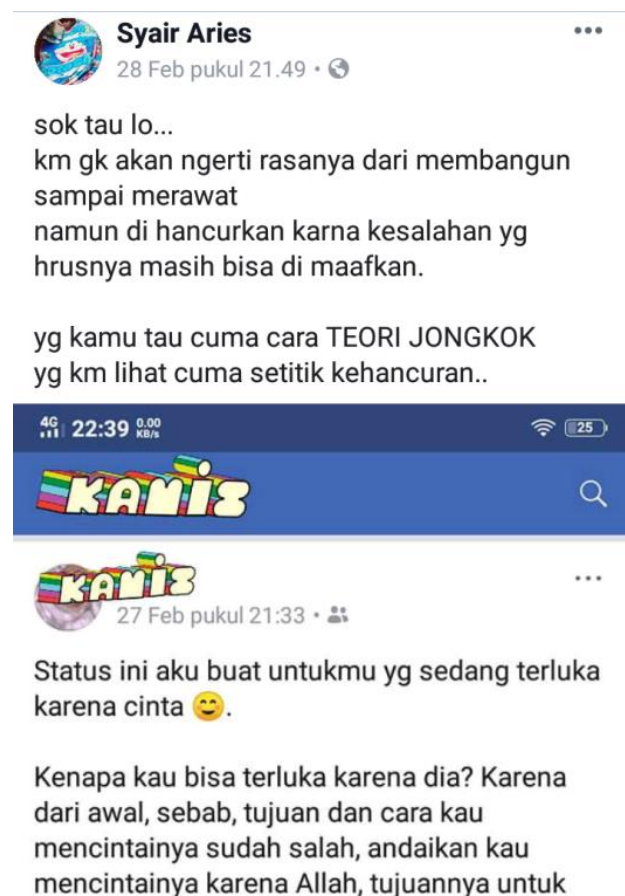 Syair Aries
28 Feb pukul 21.49 •
sok tau lo...
km gk akan ngerti rasanya dari membangun
sampai merawat
namun di hancurkan karna kesalahan yg
hrusnya masih bisa di maafkan.
yg kamu tau cuma cara TEORI JONGKOK
yg km lihat cuma setitik kehancuran..
4G 22:39 0.00 KB/s 25
KAMIS
KAMIS
27 Feb pukul 21:33 •
Status ini aku buat untukmu yg sedang terluka
karena cinta 😊.
Kenapa kau bisa terluka karena dia? Karena
dari awal, sebab, tujuan dan cara kau
mencintainya sudah salah, andaikan kau
mencintainya karena Allah, tujuannya untuk